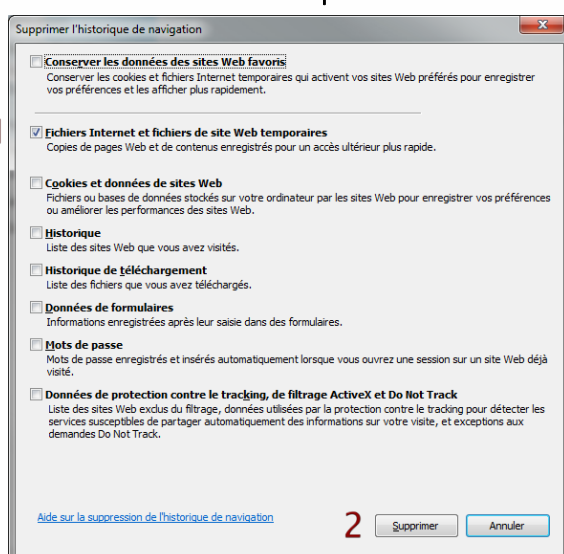 Supprimer l'historique de navigation
Conserver les données des sites Web favoris
Conserver les cookies et fichiers Internet temporaires qui activent vos sites Web préférés pour enregistrer
vos préférences et les afficher plus rapidement.
Fichiers Internet et fichiers de site Web temporaires
Copies de pages Web et de contenus enregistrés pour un accès ultérieur plus rapide.
Cookies et données de sites Web
Fichiers ou bases de données stockés sur votre ordinateur par les sites Web pour enregistrer vos préférences
ou améliorer les performances des sites Web.
Historique
Liste des sites Web que vous avez visités.
Historique de téléchargement
Liste des fichiers que vous avez téléchargés.
Données de formulaires
Informations enregistrées après leur saisie dans des formulaires.
Mots de passe
Mots de passe enregistrés et insérés automatiquement lorsque vous ouvrez une session sur un site Web déjà
visité.
Données de protection contre le tracking, de filtrage ActiveX et Do Not Track
Liste des sites Web exclus du filtrage, données utilisées par la protection contre le tracking pour détecter les
services susceptibles de partager automatiquement des informations sur votre visite, et exceptions aux
demandes Do Not Track.
Aide sur la suppression de l'historique de navigation
2 Supprimer Annuler